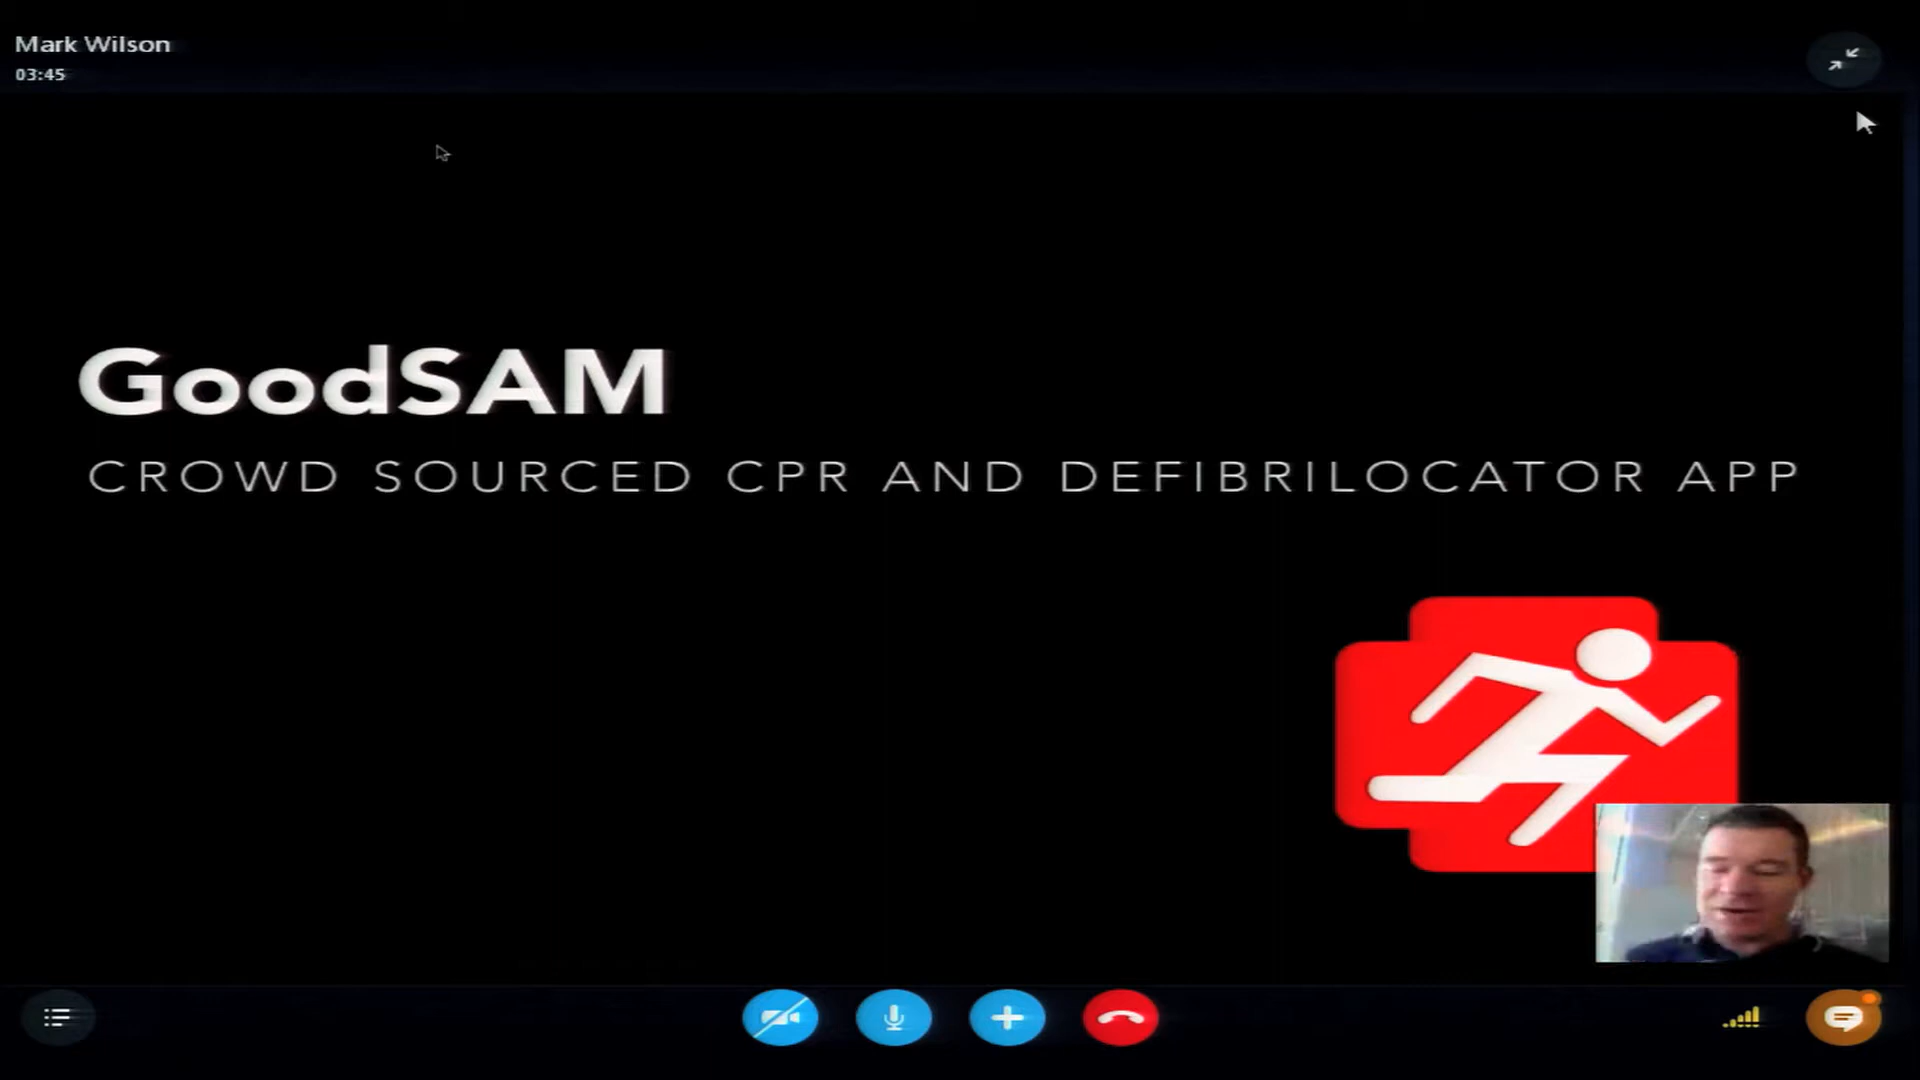 Mark Wilson
03:45
GoodSAM
CROWD SOURCED CPR AND DEFIBRILOCATOR APP